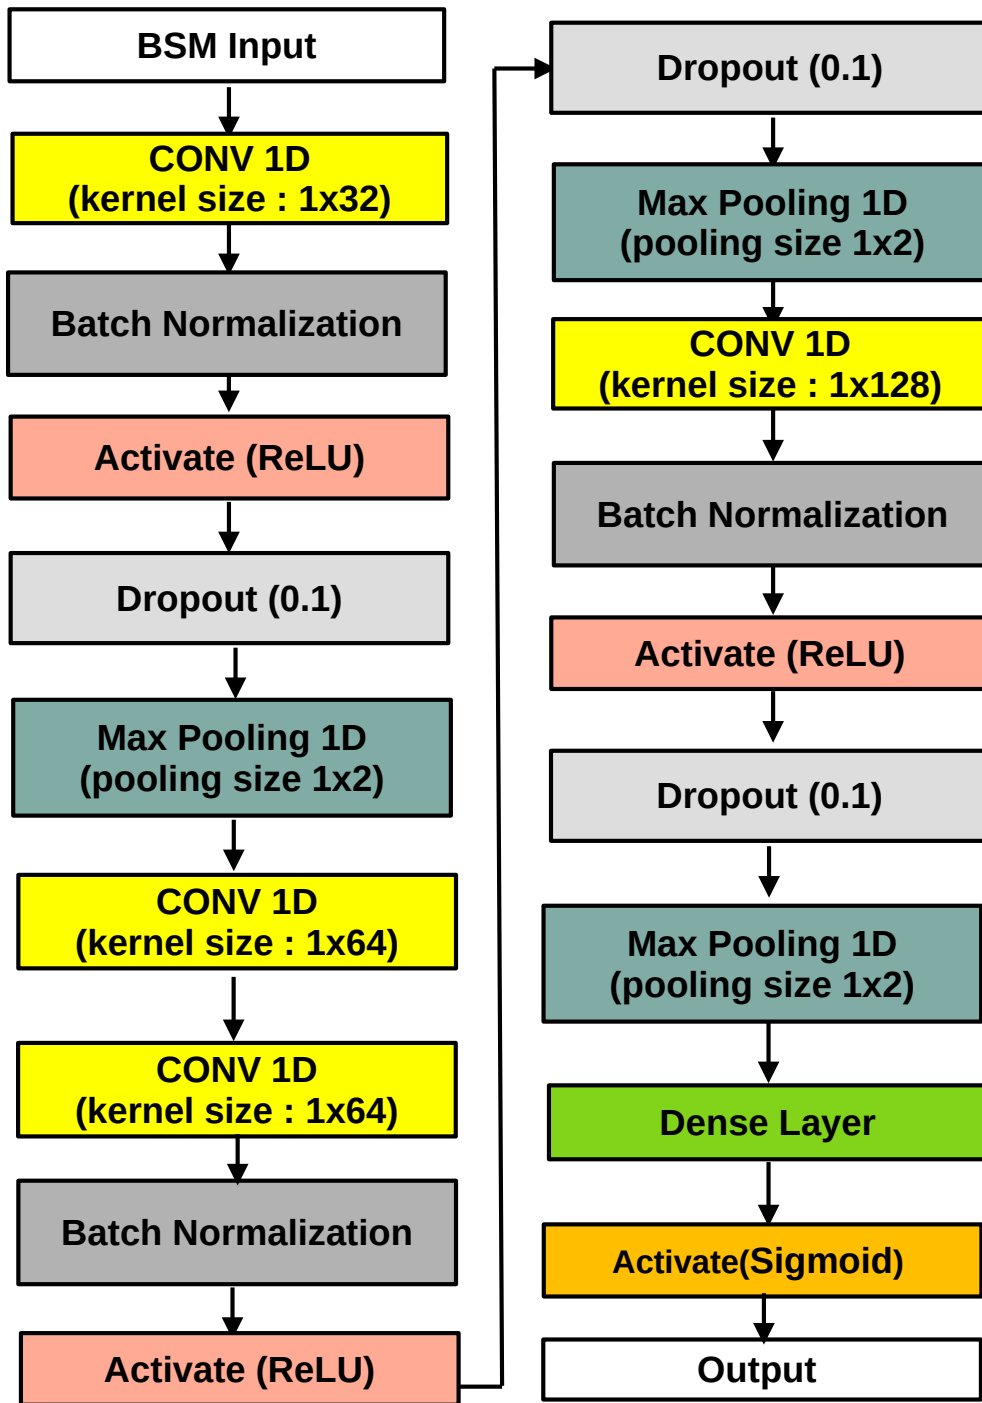 BSM Input
CONV 1D
(kernel size : 1x32)
Batch Normalization
Activate (ReLU)
Dropout (0.1)
Max Pooling 1D
(pooling size 1x2)
CONV 1D
(kernel size : 1x64)
CONV 1D
(kernel size : 1x64)
Batch Normalization
Activate (ReLU)
Dropout (0.1)
Max Pooling 1D
(pooling size 1x2)
CONV 1D
(kernel size : 1x128)
Batch Normalization
Activate (ReLU)
Dropout (0.1)
Max Pooling 1D
(pooling size 1x2)
Dense Layer
Activate(Sigmoid)
Output